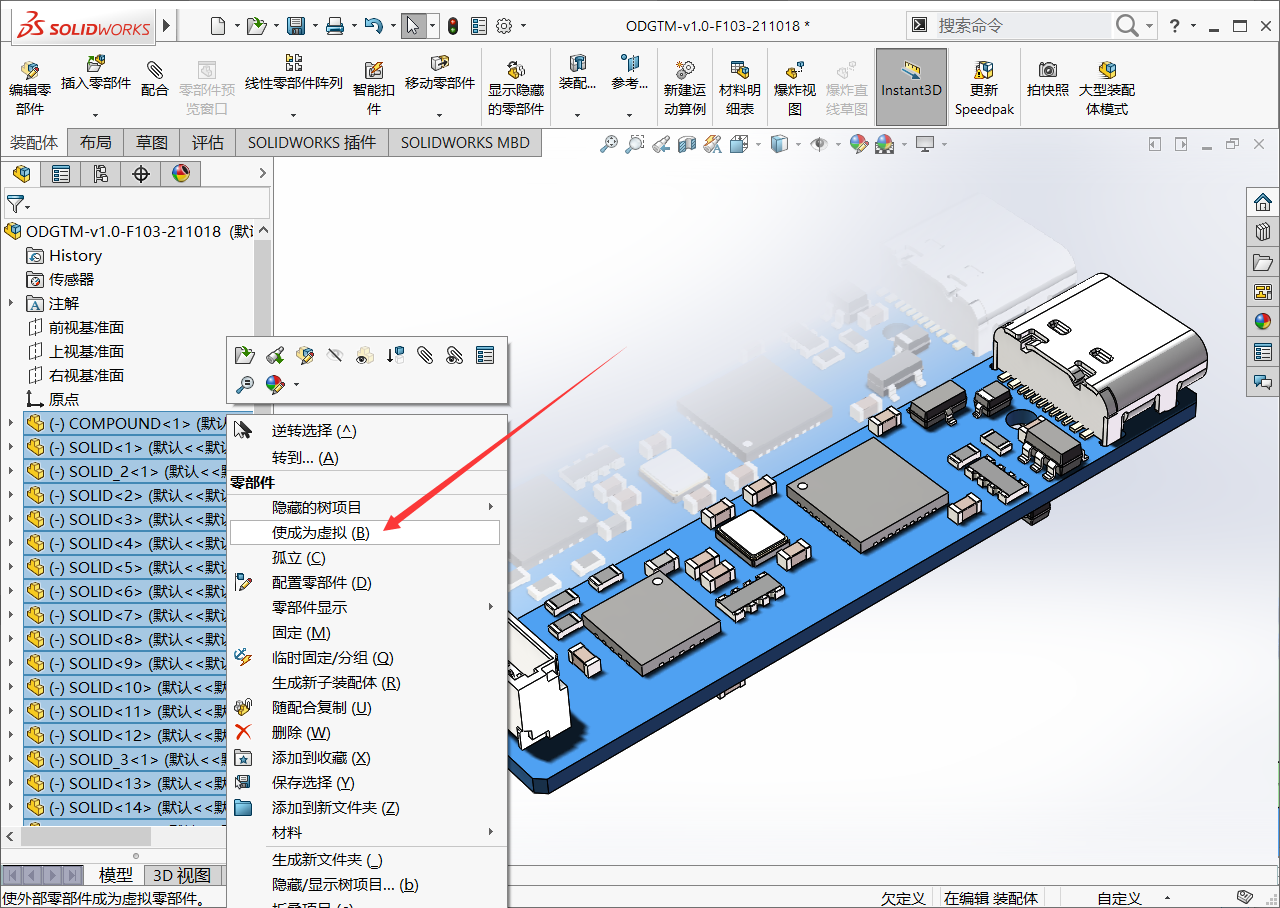 SOLIDWORKS
ODGTM-v1.0-F103-211018 *
搜索命令
?
编辑零部件
插入零部件
配合
零部件预览窗口
线性零部件阵列
智能扣件
移动零部件
显示隐藏的零部件
装配...
参考...
新建运动算例
材料明细表
爆炸视图
爆炸直线草图
Instant3D
更新Speedpak
拍快照
大型装配体模式
装配体
布局
草图
评估
SOLIDWORKS 插件
SOLIDWORKS MBD
ODGTM-v1.0-F103-211018 (默
History
传感器
注解
前视基准面
上视基准面
右视基准面
原点
(-) COMPOUND<1> (默
(-) SOLID<1> (默认<<默
(-) SOLID_2<1> (默认<<
(-) SOLID<2> (默认<<默
(-) SOLID<3> (默认<<默
(-) SOLID<4> (默认<<默
(-) SOLID<5> (默认<<默
(-) SOLID<6> (默认<<默
(-) SOLID<7> (默认<<默
(-) SOLID<8> (默认<<默
(-) SOLID<9> (默认<<默
(-) SOLID<10> (默认<<
(-) SOLID<11> (默认<<
(-) SOLID<12> (默认<<
(-) SOLID_3<1> (默认<<
(-) SOLID<13> (默认<<
(-) SOLID<14> (默认<<
逆转选择 (^)
转到... (A)
零部件
隐藏的树项目
使成为虚拟 (B)
孤立 (C)
配置零部件 (D)
零部件显示
固定 (M)
临时固定/分组 (Q)
生成新子装配体 (R)
随配合复制 (U)
删除 (W)
添加到收藏 (X)
保存选择 (Y)
添加到新文件夹 (Z)
材料
生成新文件夹 (_)
隐藏/显示树项目... (b)
模型
3D 视图
使外部零部件成为虚拟零部件。
欠定义
在编辑 装配体
自定义